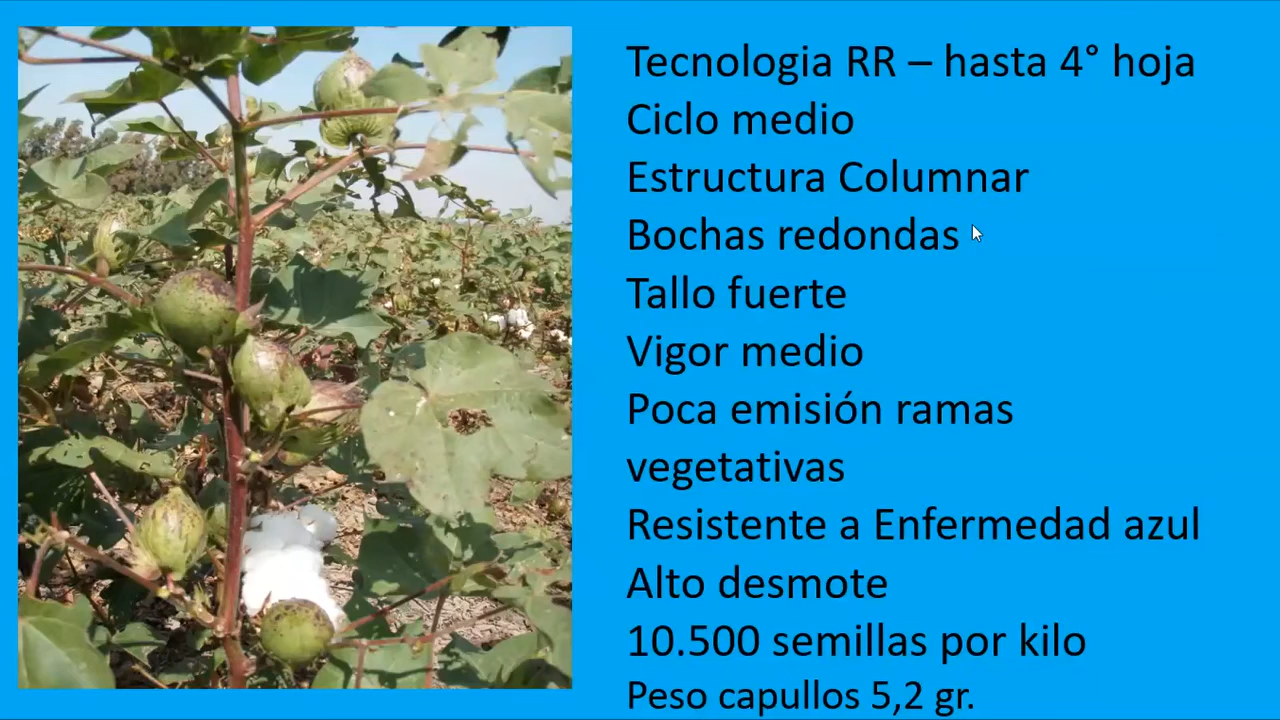 Tecnologia RR – hasta 4° hoja
Ciclo medio
Estructura Columnar
Bochas redondas
Tallo fuerte
Vigor medio
Poca emisión ramas
vegetativas
Resistente a Enfermedad azul
Alto desmote
10.500 semillas por kilo
Peso capullos 5,2 gr.